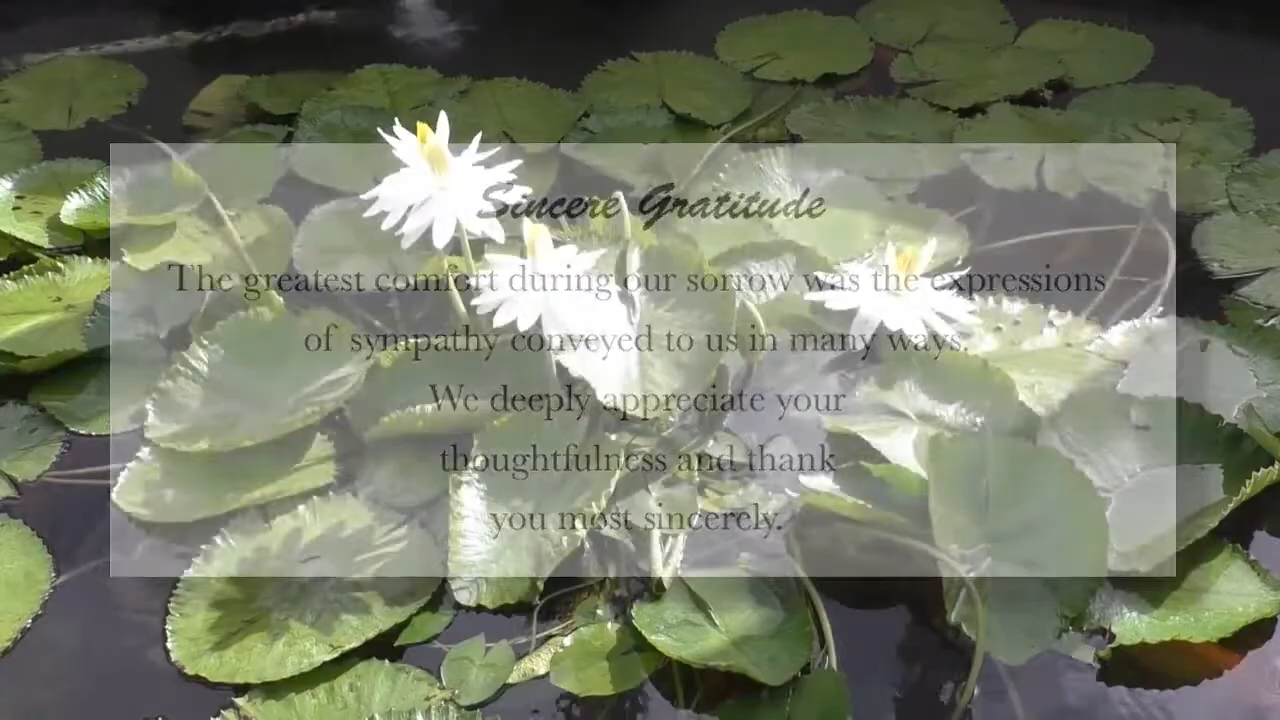 Sincere Gratitude
The greatest comfort during our sorrow was the expressions
of sympathy conveyed to us in many ways.
We deeply appreciate your
thoughtfulness and thank
you most sincerely.